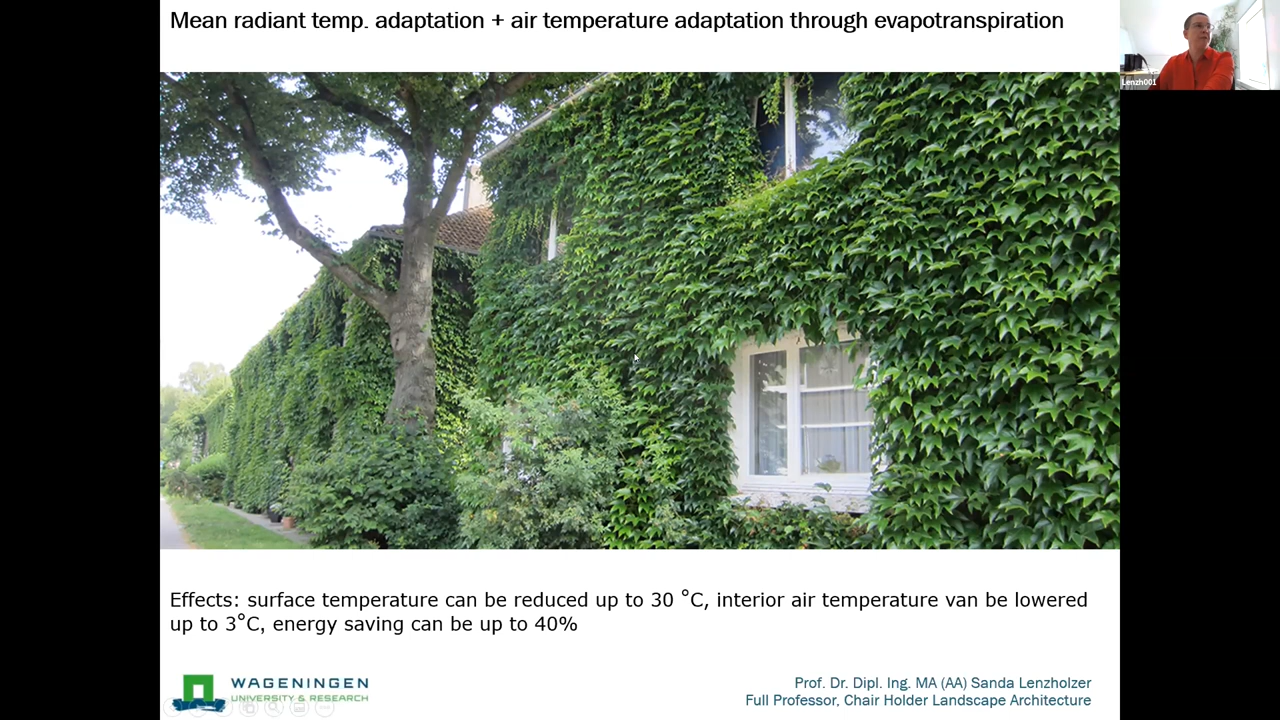 Mean radiant temp. adaptation + air temperature adaptation through evapotranspiration
Lenzh001
Effects: surface temperature can be reduced up to 30 °C, interior air temperature van be lowered
up to 3°C, energy saving can be up to 40%
WAGENINGEN
UNIVERSITY & RESEARCH
Prof. Dr. Dipl. Ing. MA (AA) Sanda Lenzholzer
Full Professor, Chair Holder Landscape Architecture